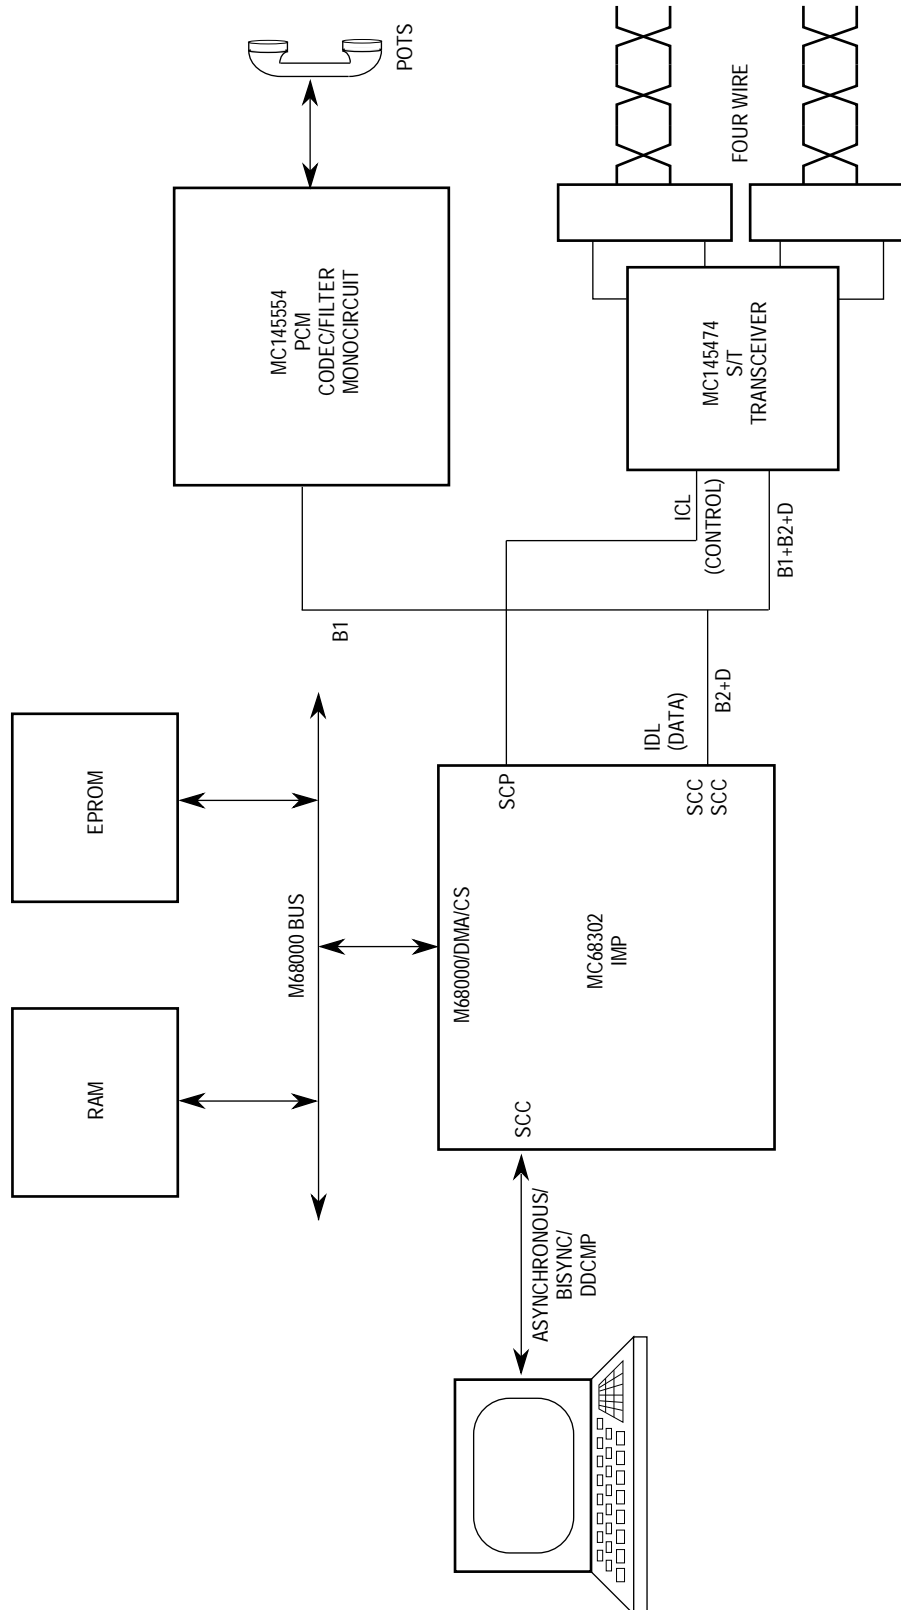 POTS
MC145554
PCM
CODEC/FILTER
MONOCIRCUIT
FOUR WIRE
MC145474
S/T
TRANSCEIVER
ICL
(CONTROL)
B1+B2+D
B1
B2+D
IDL
(DATA)
EPROM
RAM
M68000 BUS
M68000/DMA/CS
SCP
SCC
SCC
MC68302
IMP
SCC
ASYNCHRONOUS/
BISYNC/
DDCMP